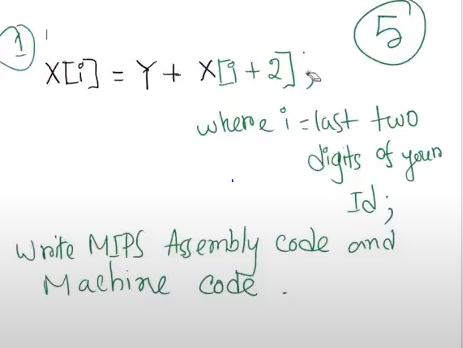 1
5
X[i] = Y + X[i + 2];
where i = last two
digits of your
Id;
Write MIPS Assembly code and
Machine code.